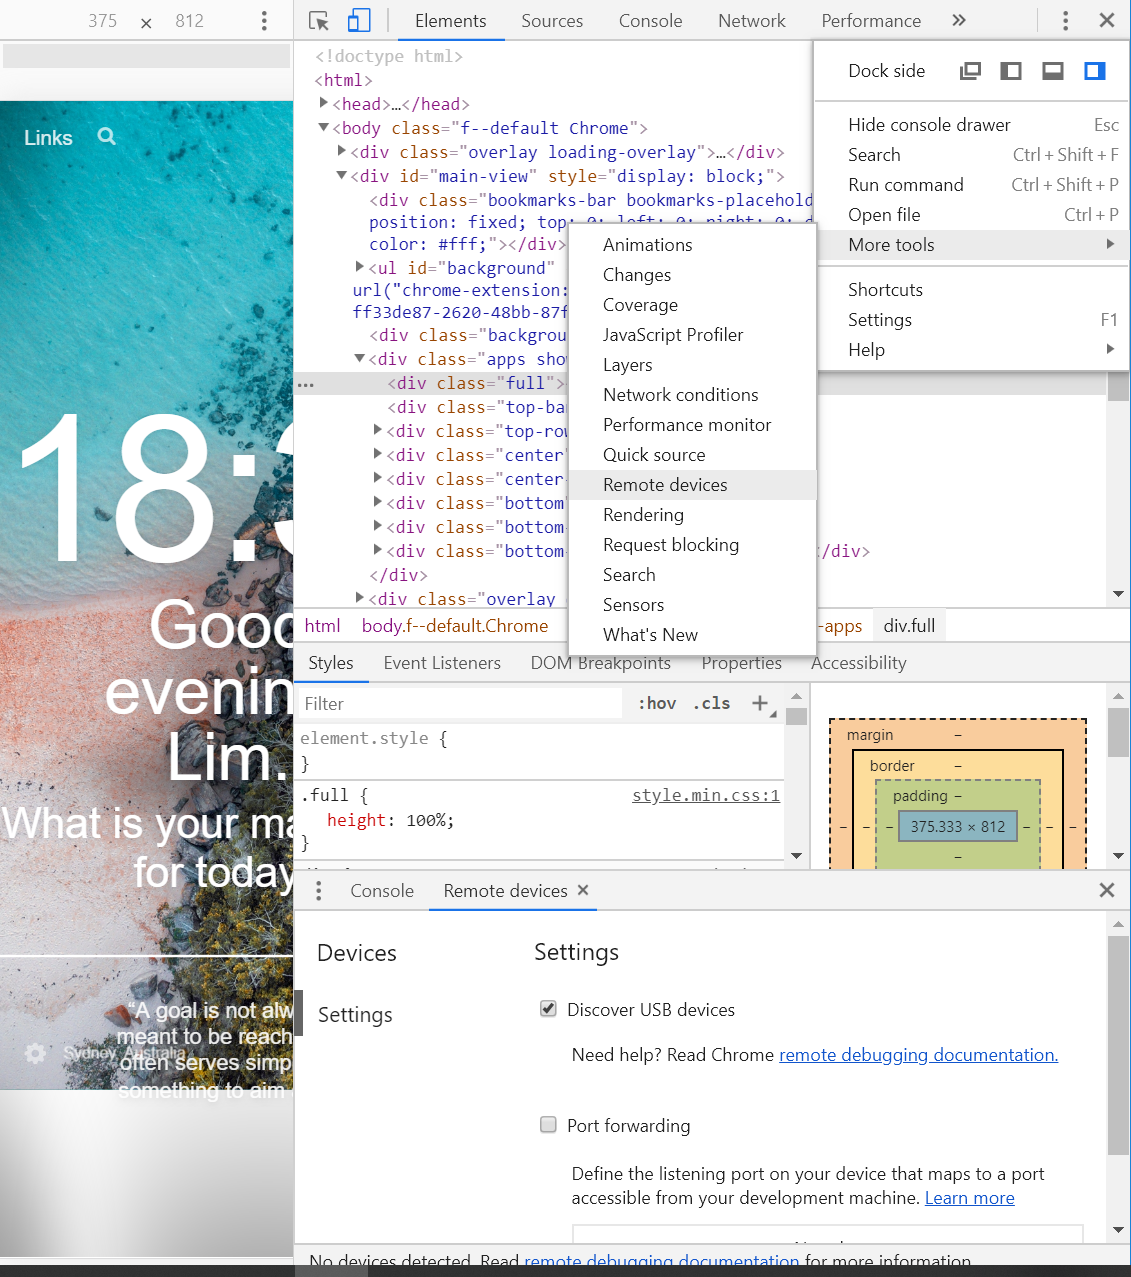 375 × 812
Elements Sources Console Network Performance »
<!doctype html>
<html>
<head>…</head>
<body class="f--default Chrome">
<div class="overlay loading-overlay">…</div>
<div id="main-view" style="display: block;">
<div class="bookmarks-bar bookmarks-placehold
position: fixed; top: 0; left: 0; right: 0; d
color: #fff;"></div>
<ul id="background"
url("chrome-extension:
ff33de87-2620-48bb-87f
<div class="backgrou
<div class="apps sho
<div class="full">
<div class="top-ba
<div class="top-row
<div class="center"
<div class="center-
<div class="bottom"
<div class="bottom-
<div class="bottom-
/div>
</div>
<div class="overlay
Dock side
Hide console drawer Esc
Search Ctrl + Shift + F
Run command Ctrl + Shift + P
Open file Ctrl + P
More tools
Shortcuts
Settings F1
Help
Animations
Changes
Coverage
JavaScript Profiler
Layers
Network conditions
Performance monitor
Quick source
Remote devices
Rendering
Request blocking
Search
Sensors
What's New
html body.f--default.Chrome -apps div.full
Styles Event Listeners DOM Breakpoints Properties Accessibility
Filter :hov .cls +
element.style {
}
.full { style.min.css:1
height: 100%;
}
margin –
border –
padding –
– – – 375.333 × 812 – – –
–
Console Remote devices ×
Devices
Settings
Settings
Discover USB devices
Need help? Read Chrome remote debugging documentation.
Port forwarding
Define the listening port on your device that maps to a port
accessible from your development machine. Learn more
No devices detected. Read remote debugging documentation for more information.
Links
18:
Good
evenin
Lim.
What is your ma
for today
“A goal is not alw
meant to be reach
Sydney, Australia
often serves simp
something to aim